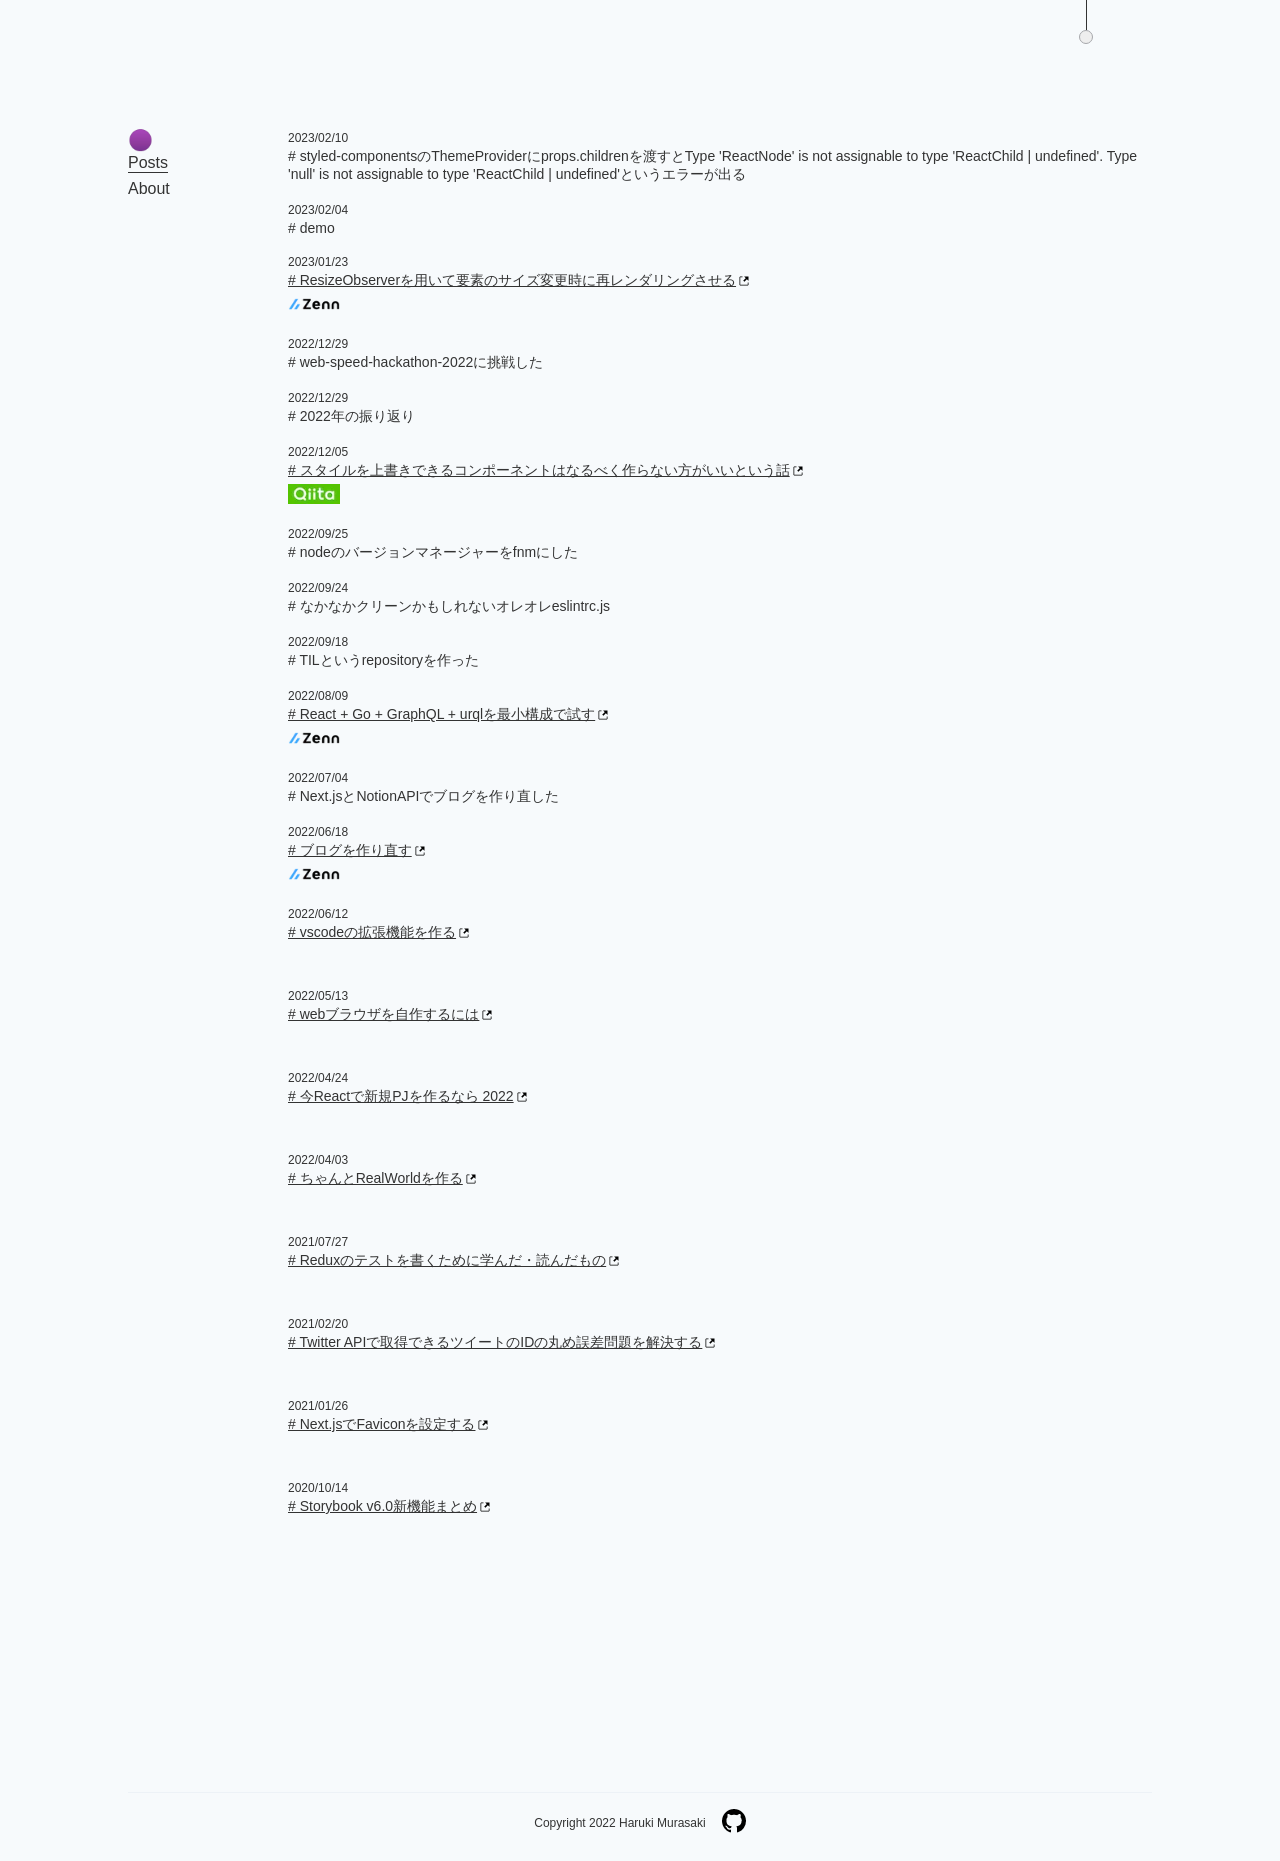 Posts
About
2023/02/10
# styled-componentsのThemeProviderにprops.childrenを渡すとType 'ReactNode' is not assignable to type 'ReactChild | undefined'. Type
'null' is not assignable to type 'ReactChild | undefined'というエラーが出る
2023/02/04
# demo
2023/01/23
# ResizeObserverを用いて要素のサイズ変更時に再レンダリングさせる
Zenn
2022/12/29
# web-speed-hackathon-2022に挑戦した
2022/12/29
# 2022年の振り返り
2022/12/05
# スタイルを上書きできるコンポーネントはなるべく作らない方がいいという話
Qiita
2022/09/25
# nodeのバージョンマネージャーをfnmにした
2022/09/24
# なかなかクリーンかもしれないオレオレeslintrc.js
2022/09/18
# TILというrepositoryを作った
2022/08/09
# React + Go + GraphQL + urqlを最小構成で試す
Zenn
2022/07/04
# Next.jsとNotionAPIでブログを作り直した
2022/06/18
# ブログを作り直す
Zenn
2022/06/12
# vscodeの拡張機能を作る
2022/05/13
# webブラウザを自作するには
2022/04/24
# 今Reactで新規PJを作るなら 2022
2022/04/03
# ちゃんとRealWorldを作る
2021/07/27
# Reduxのテストを書くために学んだ・読んだもの
2021/02/20
# Twitter APIで取得できるツイートのIDの丸め誤差問題を解決する
2021/01/26
# Next.jsでFaviconを設定する
2020/10/14
# Storybook v6.0新機能まとめ
Copyright 2022 Haruki Murasaki